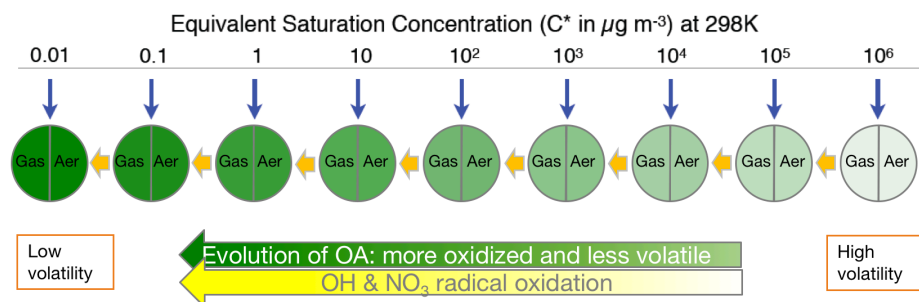 Equivalent Saturation Concentration (C* in µg m⁻³) at 298K
0.01 0.1 1 10 10² 10³ 10⁴ 10⁵ 10⁶
Gas Aer Gas Aer Gas Aer Gas Aer Gas Aer Gas Aer Gas Aer Gas Aer Gas Aer
Low
volatility
Evolution of OA: more oxidized and less volatile
OH & NO₃ radical oxidation
High
volatility